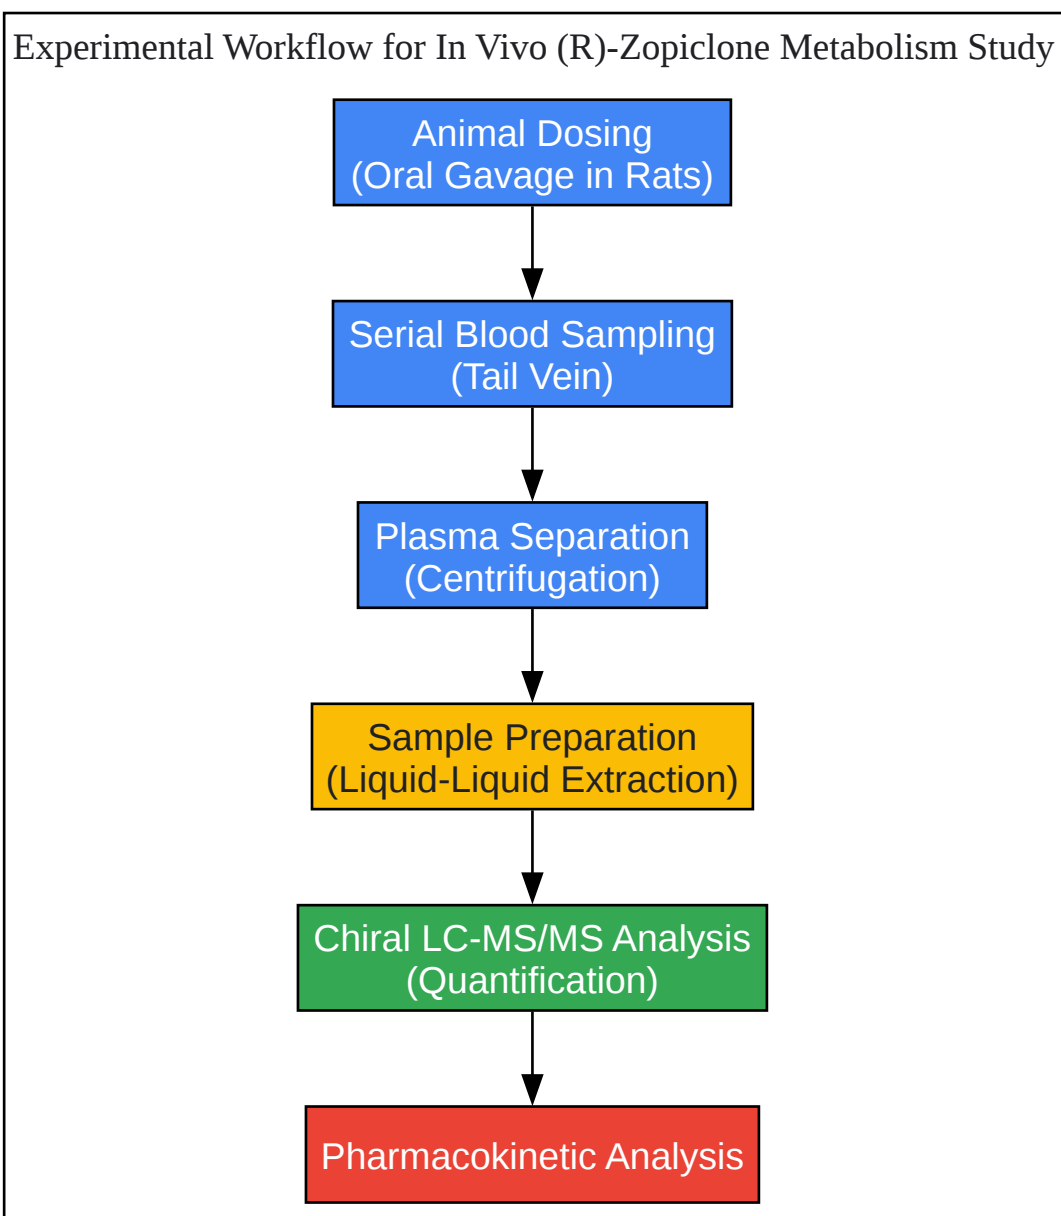 Experimental Workflow for In Vivo (R)-Zopiclone Metabolism Study
Animal Dosing
(Oral Gavage in Rats)
Serial Blood Sampling
(Tail Vein)
Plasma Separation
(Centrifugation)
Sample Preparation
(Liquid-Liquid Extraction)
Chiral LC-MS/MS Analysis
(Quantification)
Pharmacokinetic Analysis